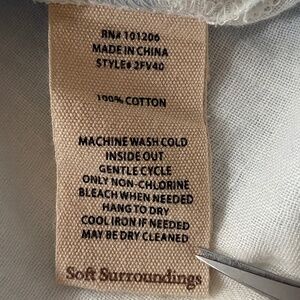 RN# 101206
MADE IN CHINA
STYLE# 2FV40
100% COTTON
MACHINE WASH COLD
INSIDE OUT
GENTLE CYCLE
ONLY NON-CHLORINE
BLEACH WHEN NEEDED
HANG TO DRY
COOL IRON IF NEEDED
MAY BE DRY CLEANED
Soft Surroundings